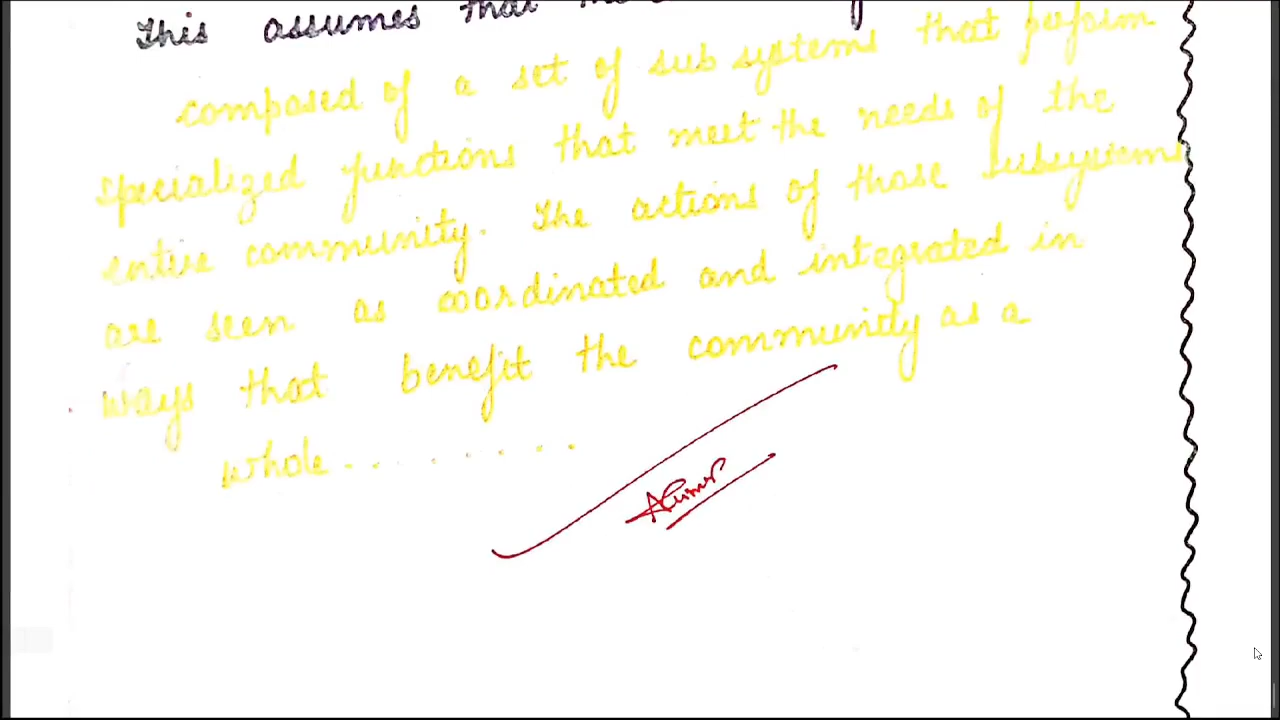 This assumes that
composed of a set of sub systems that perform
specialized functions that meet the needs of the
entire community. The actions of those subsystems
are seen as coordinated and integrated in
ways that benefit the community as a
whole.........